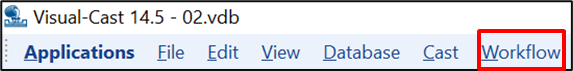 Visual-Cast 14.5 - 02.vdb
Applications File Edit View Database Cast Workflow